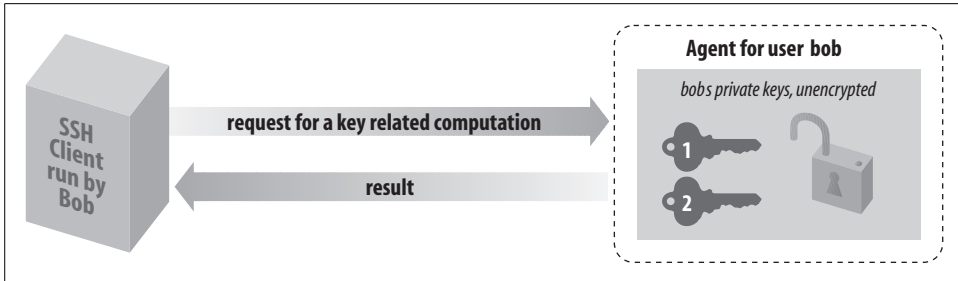 SSH
Client
run by
Bob
request for a key related computation
result
Agent for user bob
bobs private keys, unencrypted
1
2